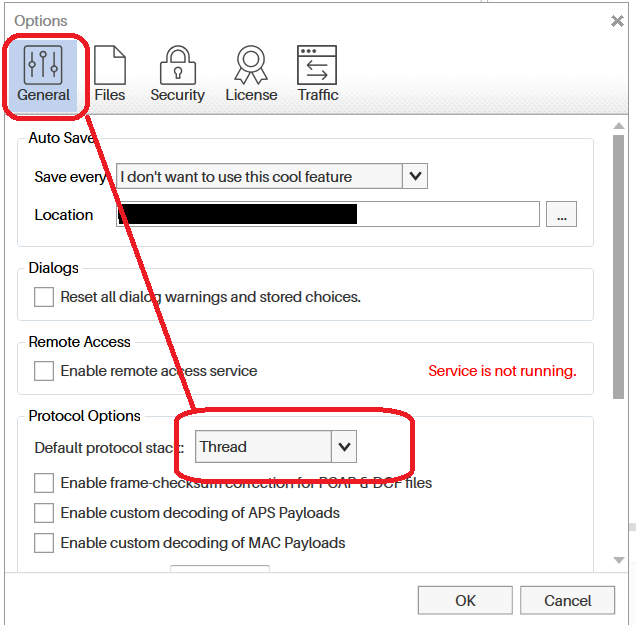 Options
General Files Security License Traffic
Auto Save
Save every I don't want to use this cool feature
Location ...
Dialogs
Reset all dialog warnings and stored choices.
Remote Access
Enable remote access service Service is not running.
Protocol Options
Default protocol stack: Thread
Enable frame-checksum correction for PCAP & DCF files
Enable custom decoding of APS Payloads
Enable custom decoding of MAC Payloads
OK Cancel